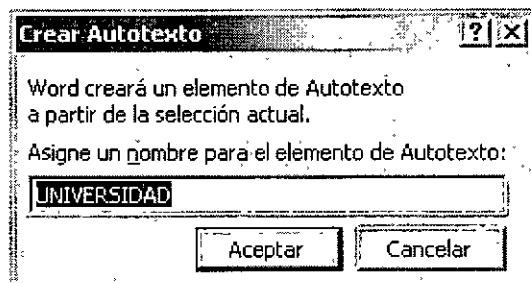 Crear Autotexto
Word creará un elemento de Autotexto
a partir de la selección actual.
Asigne un nombre para el elemento de Autotexto:
UNIVERSIDAD
Aceptar Cancelar